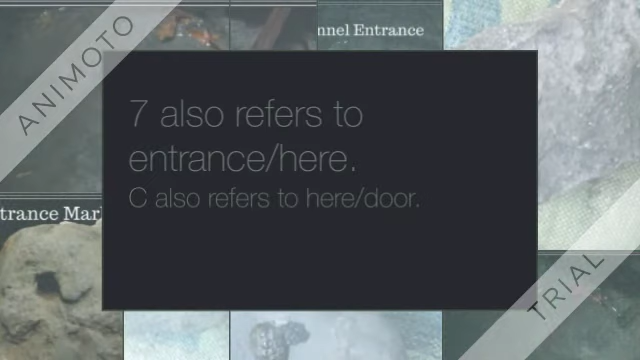 ANIMOTO
nnel Entrance
7 also refers to
entrance/here.
C also refers to here/door.
trance Mar
TRIAL